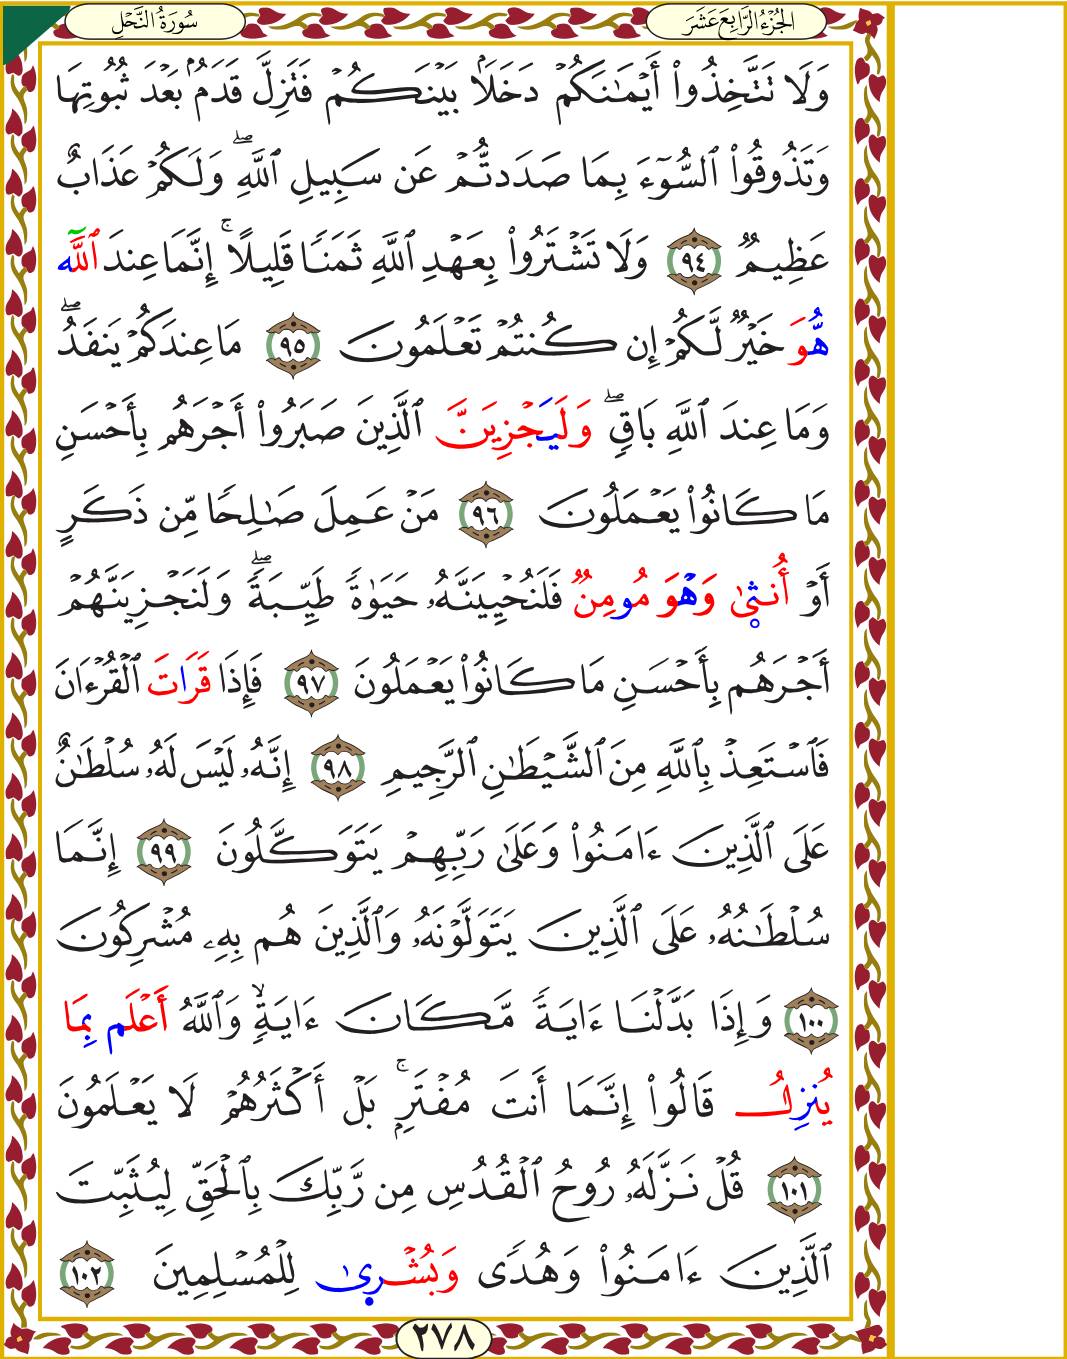 الجُزْءُ الرَّابِعَ عَشَرَ
سُورَةُ النَّحْلِ
وَلَا تَتَّخِذُوٓاْ أَيْمَٰنَكُمْ دَخَلَۢا بَيْنَكُمْ فَتَزِلَّ قَدَمُۢ بَعْدَ ثُبُوتِهَا
وَتَذُوقُواْ ٱلسُّوٓءَ بِمَا صَدَدتُّمْ عَن سَبِيلِ ٱللَّهِۖ وَلَكُمْ عَذَابٌ
عَظِيمٌ ٩٤ وَلَا تَشْتَرُواْ بِعَهْدِ ٱللَّهِ ثَمَنًا قَلِيلًاۚ إِنَّمَا عِندَ ٱللَّه
هُّوَ خَيْرٌ لَّكُمْ إِن كُنتُمْ تَعْلَمُونَ ٩٥ مَا عِندَكُمْ يَنفَدُۖ
وَمَا عِندَ ٱللَّهِ بَاقٍۖ وَلَيَجْزِيَنَّ ٱلَّذِينَ صَبَرُوٓاْ أَجْرَهُم بِأَحْسَنِ
مَا كَانُواْ يَعْمَلُونَ ٩٦ مَنْ عَمِلَ صَٰلِحًا مِّن ذَكَرٍ
أَوْ أُنثۭىٰ وَهْوَ مُومِنٌ فَلَنُحْيِيَنَّهُۥ حَيَوٰةً طَيِّبَةًۖ وَلَنَجْزِيَنَّهُمْ
أَجْرَهُم بِأَحْسَنِ مَا كَانُواْ يَعْمَلُونَ ٩٧ فَإِذَا قَرَاتَ ٱلْقُرْءَانَ
فَٱسْتَعِذْ بِٱللَّهِ مِنَ ٱلشَّيْطَٰنِ ٱلرَّجِيمِ ٩٨ إِنَّهُۥ لَيْسَ لَهُۥ سُلْطَٰنٌ
عَلَى ٱلَّذِينَ ءَامَنُواْ وَعَلَىٰ رَبِّهِمْ يَتَوَكَّلُونَ ٩٩ إِنَّمَا
سُلْطَٰنُهُۥ عَلَى ٱلَّذِينَ يَتَوَلَّوْنَهُۥ وَٱلَّذِينَ هُم بِهِۦ مُشْرِكُونَ
١٠٠ وَإِذَا بَدَّلْنَآ ءَايَةً مَّكَانَ ءَايَةٍۙ وَٱللَّهُ أَعْلَم بِمَا
يُنزِلُ قَالُوٓاْ إِنَّمَآ أَنتَ مُفْتَرِۭۚ بَلْ أَكْثَرُهُمْ لَا يَعْلَمُونَ
١٠١ قُلْ نَزَّلَهُۥ رُوحُ ٱلْقُدُسِ مِن رَّبِّكَ بِٱلْحَقِّ لِيُثَبِّتَ
ٱلَّذِينَ ءَامَنُواْ وَهُدًى وَبُشْرىٰ لِلْمُسْلِمِينَ ١٠٢
٢٧٨